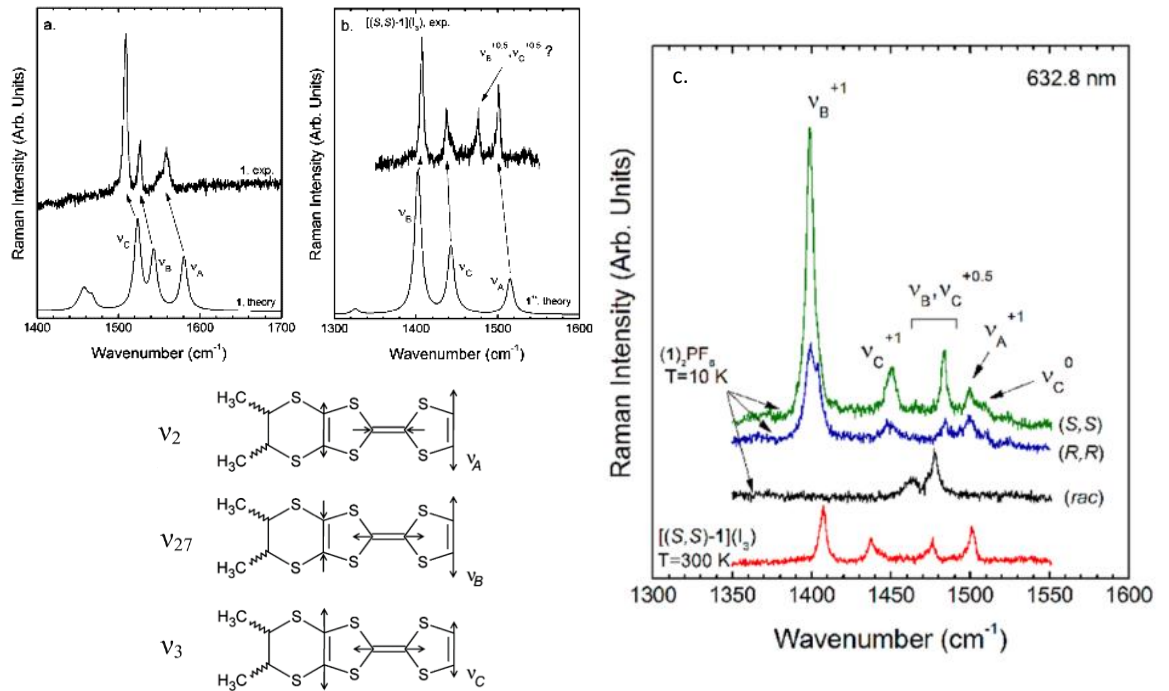 a.
Raman Intensity (Arb. Units)
1. exp.
νC
νB
νA
1. theory
1400 1500 1600 1700
Wavenumber (cm-1)
b.
[(S,S)-1](I3), exp.
νB+0.5, νC+0.5 ?
Raman Intensity (Arb. Units)
νB
νC
νA
1+. theory
1300 1400 1500 1600
Wavenumber (cm-1)
c.
632.8 nm
νB+1
νB, νC+0.5
νA+1
νC+1
νC0
(1)2PF6
T=10 K
(S,S)
(R,R)
(rac)
[(S,S)-1](I3)
T=300 K
Raman Intensity (Arb. Units)
1300 1350 1400 1450 1500 1550 1600
Wavenumber (cm-1)
ν2
H3C
H3C
S
S
S
S
S
S
νA
ν27
H3C
H3C
S
S
S
S
S
S
νB
ν3
H3C
H3C
S
S
S
S
S
S
νC